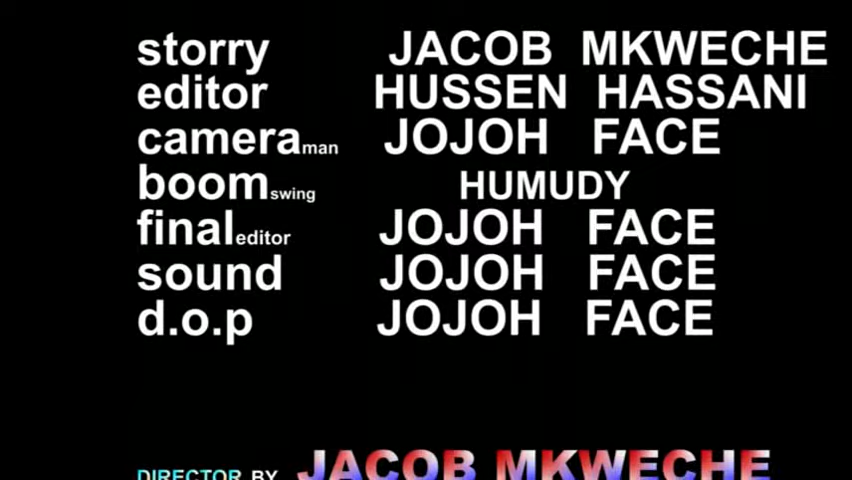 storry JACOB MKWECHE
editor HUSSEN HASSANI
cameraman JOJOH FACE
boomswing HUMUDY
finaleditor JOJOH FACE
sound JOJOH FACE
d.o.p JOJOH FACE
DIRECTOR BY JACOB MKWECHE